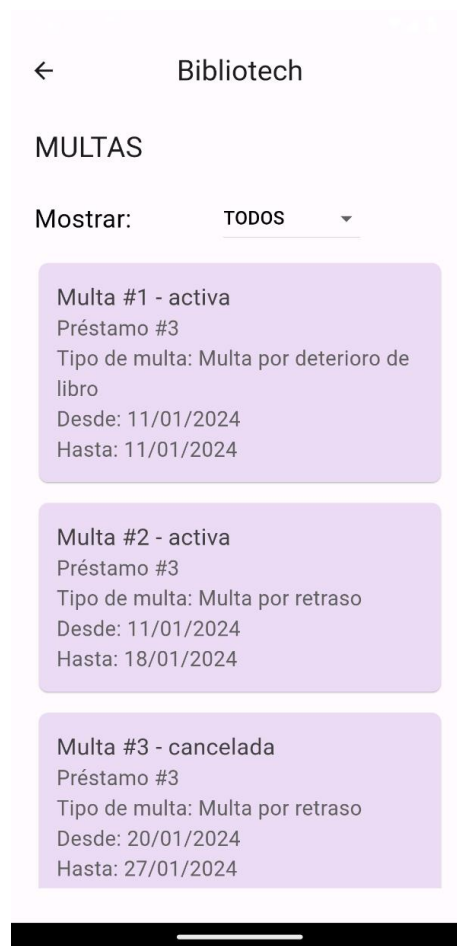 Bibliotech
MULTAS
Mostrar: TODOS
Multa #1 - activa
Préstamo #3
Tipo de multa: Multa por deterioro de
libro
Desde: 11/01/2024
Hasta: 11/01/2024
Multa #2 - activa
Préstamo #3
Tipo de multa: Multa por retraso
Desde: 11/01/2024
Hasta: 18/01/2024
Multa #3 - cancelada
Préstamo #3
Tipo de multa: Multa por retraso
Desde: 20/01/2024
Hasta: 27/01/2024